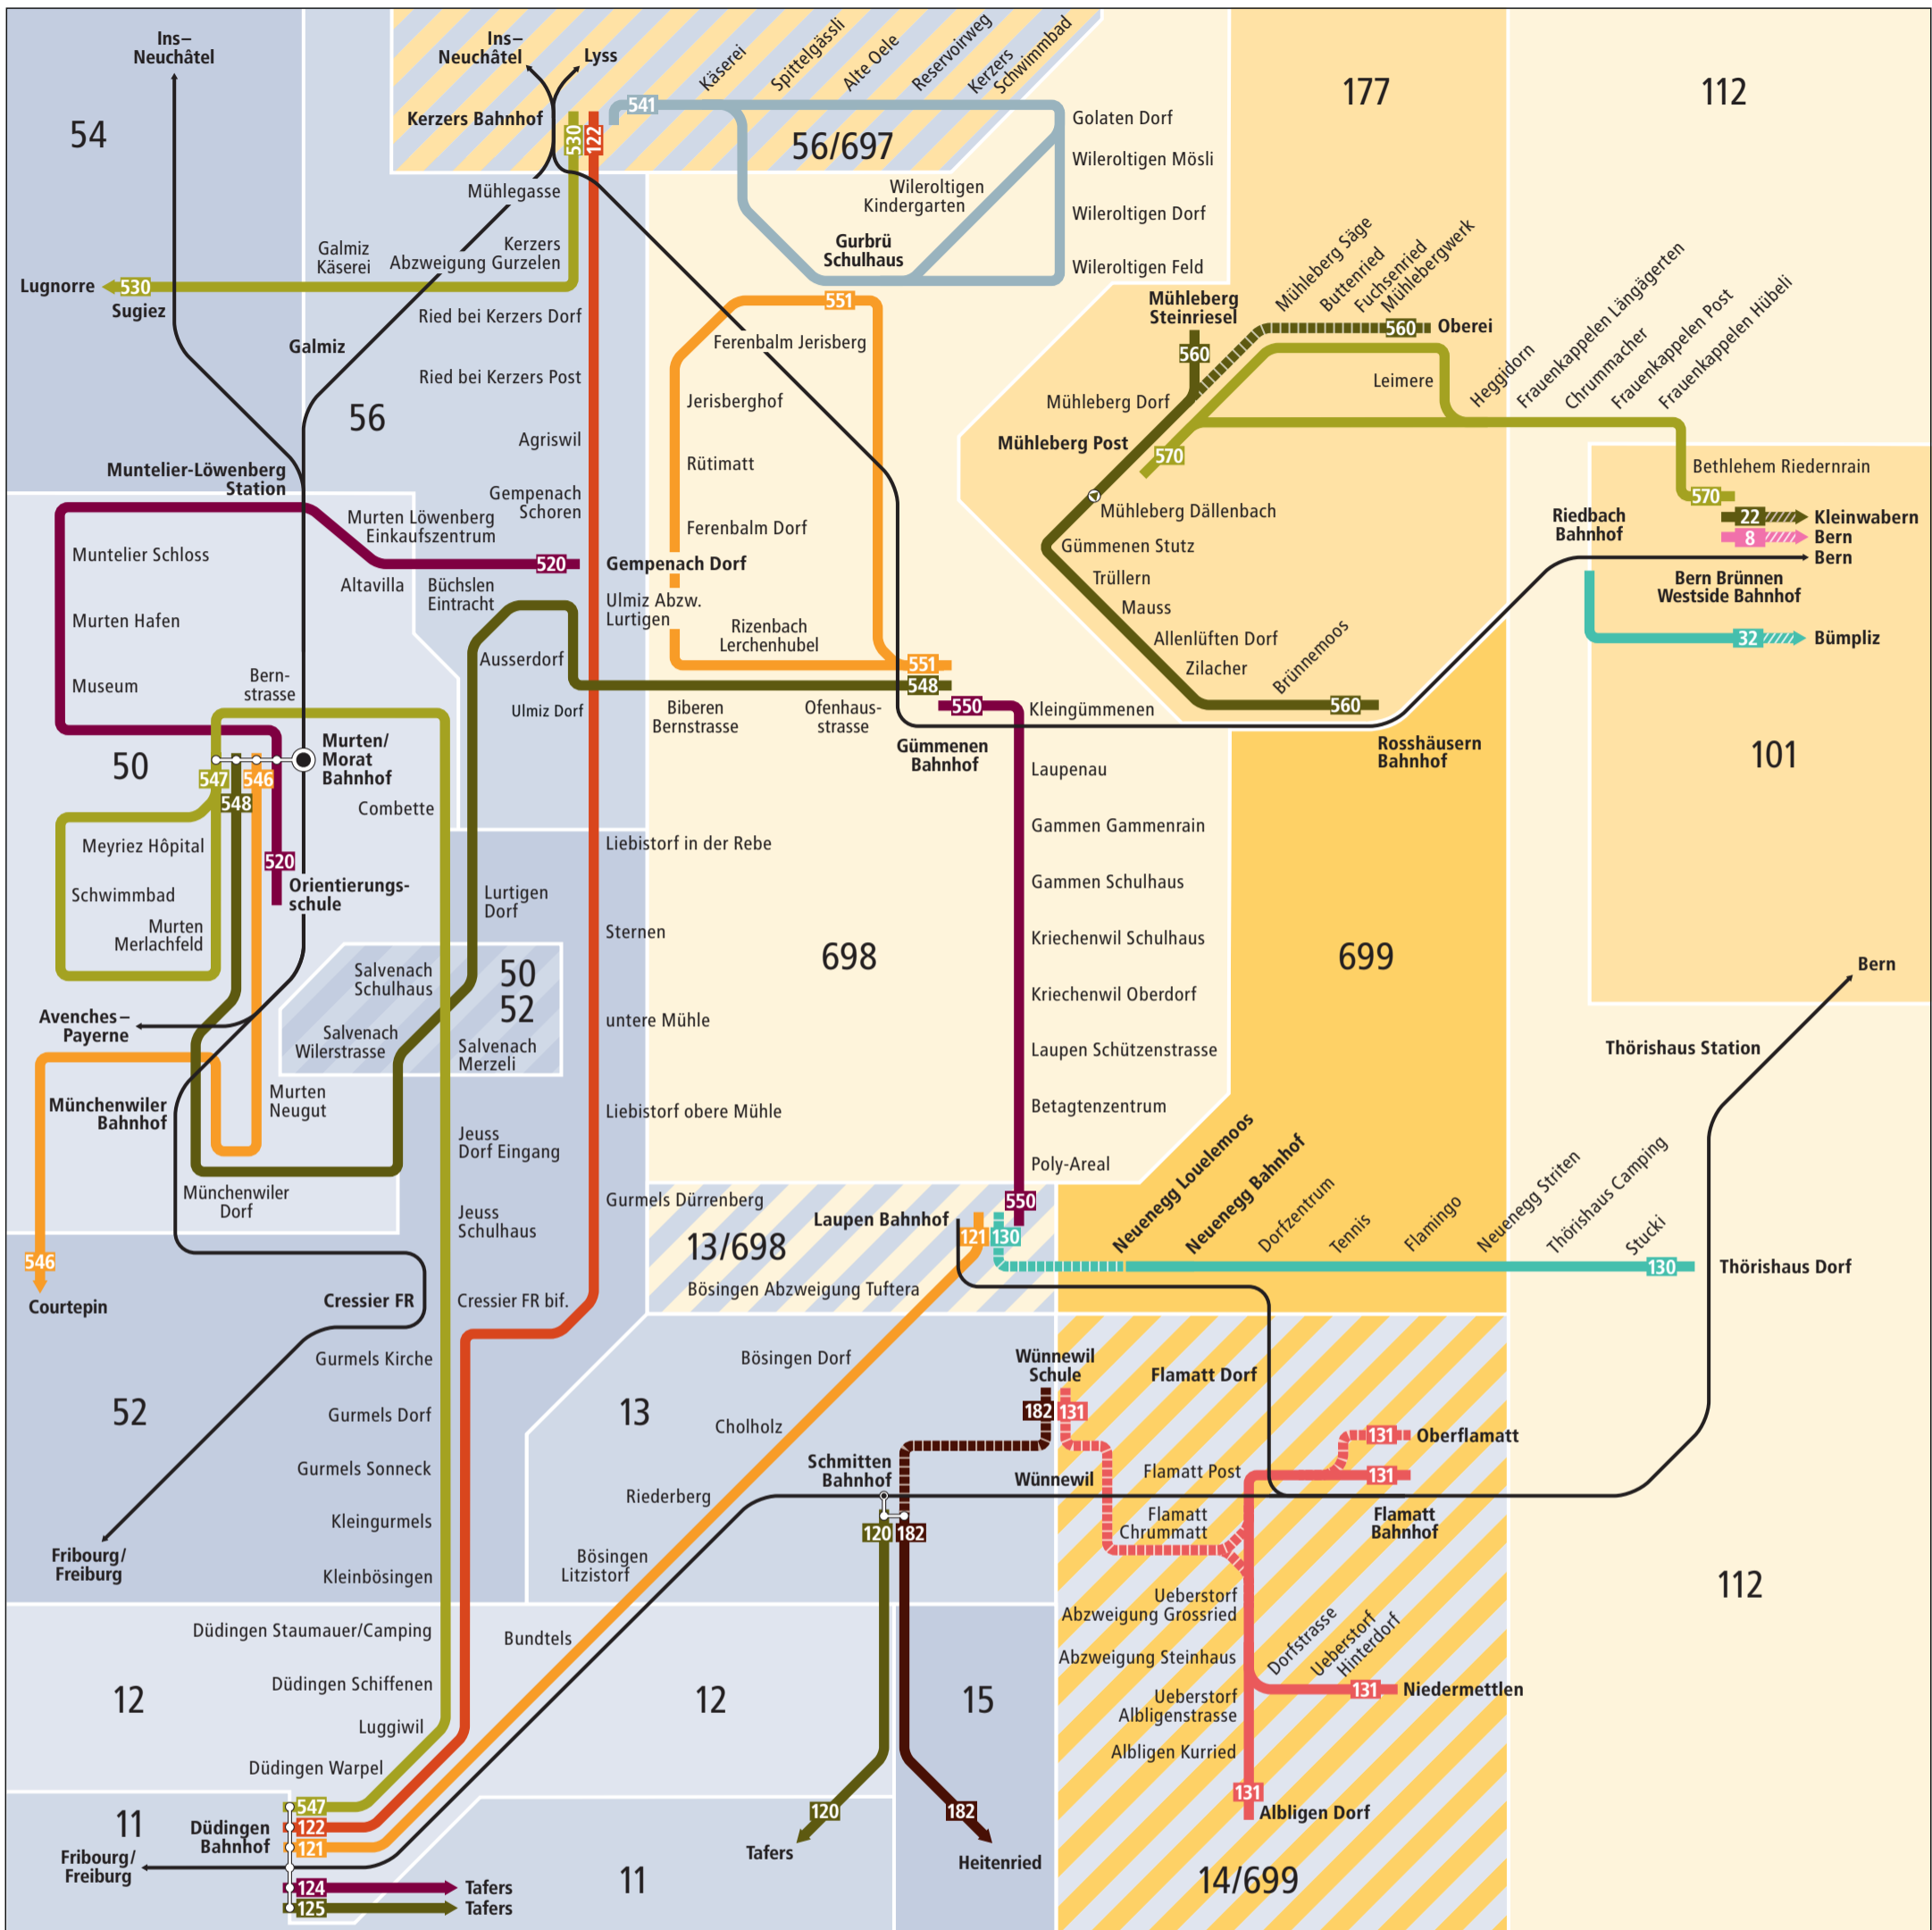 Ins–
Neuchâtel
54
Ins–
Neuchâtel
Lyss
Kerzers Bahnhof
530
122
541
Käserei
Spittelgässli
Alte Oele
Reservoirweg
Kerzers
Schwimmbad
56/697
177
112
Golaten Dorf
Wileroltigen Mösli
Wileroltigen
Kindergarten
Wileroltigen Dorf
Gurbrü
Schulhaus
Wileroltigen Feld
Mühlegasse
Kerzers
Abzweigung Gurzelen
Galmiz
Käserei
Lugnorre
530
Sugiez
Galmiz
56
Ried bei Kerzers Dorf
Ried bei Kerzers Post
Agriswil
Gempenach
Schoren
551
Ferenbalm Jerisberg
Jerisberghof
Rütimatt
Ferenbalm Dorf
Mühleberg
Steinriesel
560
Mühleberg Säge
Buttenried
Fuchsenried
Mühlebergwerk
560
Oberei
Leimere
Mühleberg Dorf
Mühleberg Post
570
Heggidorn
Frauenkappelen Längägerten
Chrummacher
Frauenkappelen Post
Frauenkappelen Hübeli
Bethlehem Riedernrain
570
22
Kleinwabern
8
Bern
Bern
Riedbach
Bahnhof
Bern Brünnen
Westside Bahnhof
32
Bümpliz
Mühleberg Dällenbach
Gümmenen Stutz
Trüllern
Mauss
Allenlüften Dorf
Zilacher
Brünnemoos
560
Rosshäusern
Bahnhof
101
Muntelier-Löwenberg
Station
Murten Löwenberg
Einkaufszentrum
520
Gempenach Dorf
Muntelier Schloss
Altavilla
Büchslen
Eintracht
Ulmiz Abzw.
Lurtigen
Rizenbach
Lerchenhubel
Murten Hafen
Ausserdorf
551
548
550
Museum
Bern-
strasse
Ulmiz Dorf
Biberen
Bernstrasse
Ofenhaus-
strasse
Kleingümmenen
Gümmenen
Bahnhof
50
Murten/
Morat
Bahnhof
547
546
548
Combette
520
Orientierungs-
schule
Meyriez Hôpital
Schwimmbad
Murten
Merlachfeld
Lurtigen
Dorf
Salvenach
Schulhaus
50
52
Salvenach
Wilerstrasse
Salvenach
Merzeli
Avenches–
Payerne
Münchenwiler
Bahnhof
Murten
Neugut
Münchenwiler
Dorf
546
Courtepin
Liebistorf in der Rebe
Sternen
untere Mühle
Liebistorf obere Mühle
Gurmels Dürrenberg
698
699
Laupenau
Gammen Gammenrain
Gammen Schulhaus
Kriechenwil Schulhaus
Kriechenwil Oberdorf
Laupen Schützenstrasse
Betagtenzentrum
Poly-Areal
550
Laupen Bahnhof
121
130
13/698
Bösingen Abzweigung Tuftera
Neuenegg Louelemoos
Neuenegg Bahnhof
Dorfzentrum
Tennis
Flamingo
Neuenegg Striten
Thörishaus Camping
Stucki
130
Thörishaus Dorf
Thörishaus Station
Bern
Jeuss
Dorf Eingang
Jeuss
Schulhaus
Cressier FR
Cressier FR bif.
Gurmels Kirche
Gurmels Dorf
Gurmels Sonneck
Kleingurmels
Kleinbösingen
52
Fribourg/
Freiburg
13
Bösingen Dorf
Cholholz
Riederberg
Bösingen
Litzistorf
Bundtels
Schmitten
Bahnhof
120
182
Wünnewil
Schule
182
131
Wünnewil
Flamatt Dorf
131
Oberflamatt
Flamatt Post
131
Flamatt
Bahnhof
Flamatt
Chrummatt
Ueberstorf
Abzweigung Grossried
Abzweigung Steinhaus
Ueberstorf
Albligenstrasse
Albligen Kurried
131
Albligen Dorf
Dorfstrasse
Ueberstorf
Hinterdorf
131
Niedermettlen
112
14/699
Düdingen Staumauer/Camping
Düdingen Schiffenen
Luggiwil
Düdingen Warpel
12
12
15
11
Düdingen
Bahnhof
547
122
121
Fribourg/
Freiburg
124
Tafers
125
Tafers
11
120
Tafers
182
Heitenried